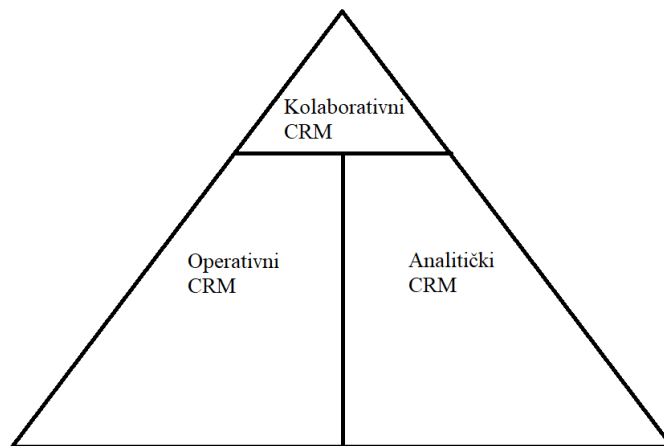 Kolaborativni
CRM
Operativni
CRM
Analitički
CRM